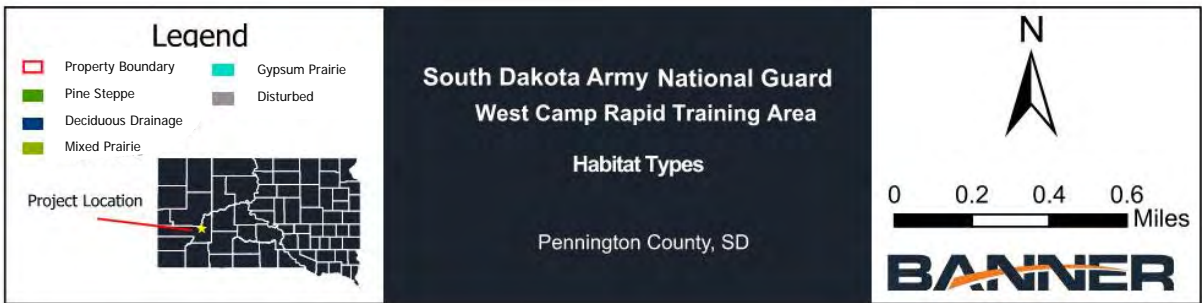 Legend
Property Boundary
Pine Steppe
Deciduous Drainage
Mixed Prairie
Gypsum Prairie
Disturbed
Project Location
South Dakota Army National Guard
West Camp Rapid Training Area
Habitat Types
Pennington County, SD
N
0 0.2 0.4 0.6
Miles
BANNER